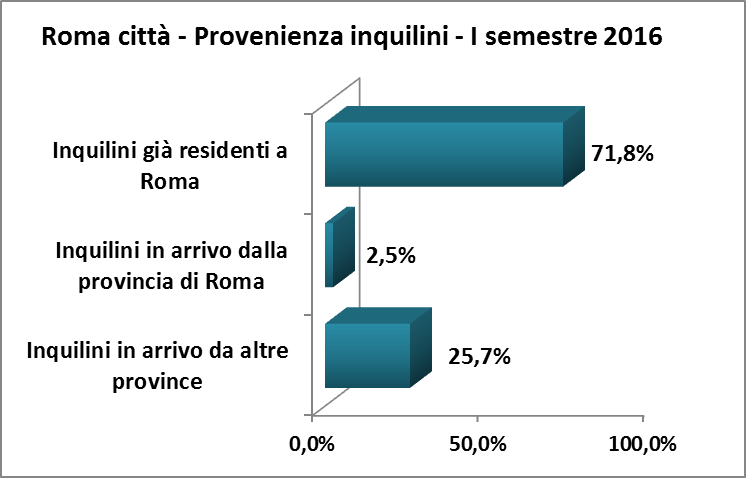 Roma città - Provenienza inquilini - I semestre 2016
Inquilini già residenti a
Roma
71,8%
Inquilini in arrivo dalla
provincia di Roma
2,5%
Inquilini in arrivo da altre
province
25,7%
0,0%
50,0%
100,0%